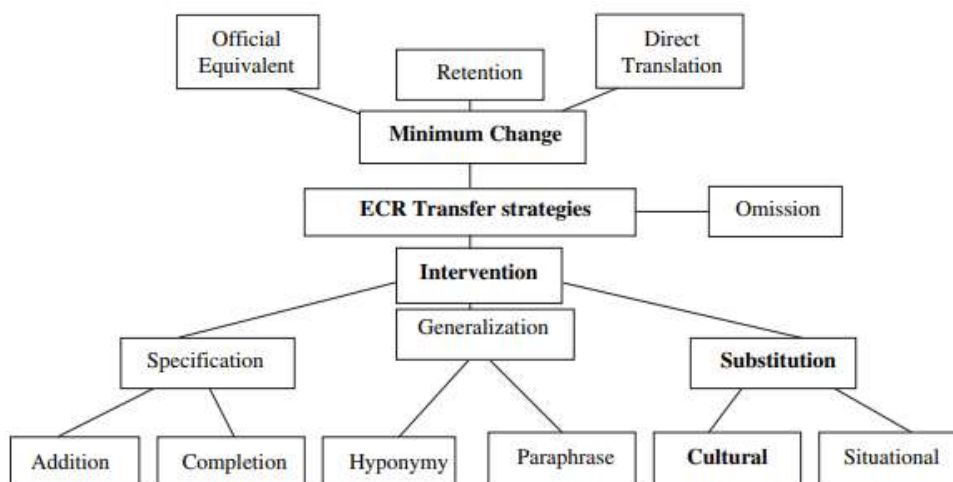 Official
Equivalent
Retention
Direct
Translation
Minimum Change
ECR Transfer strategies
Omission
Intervention
Generalization
Specification
Substitution
Addition
Completion
Hyponymy
Paraphrase
Cultural
Situational